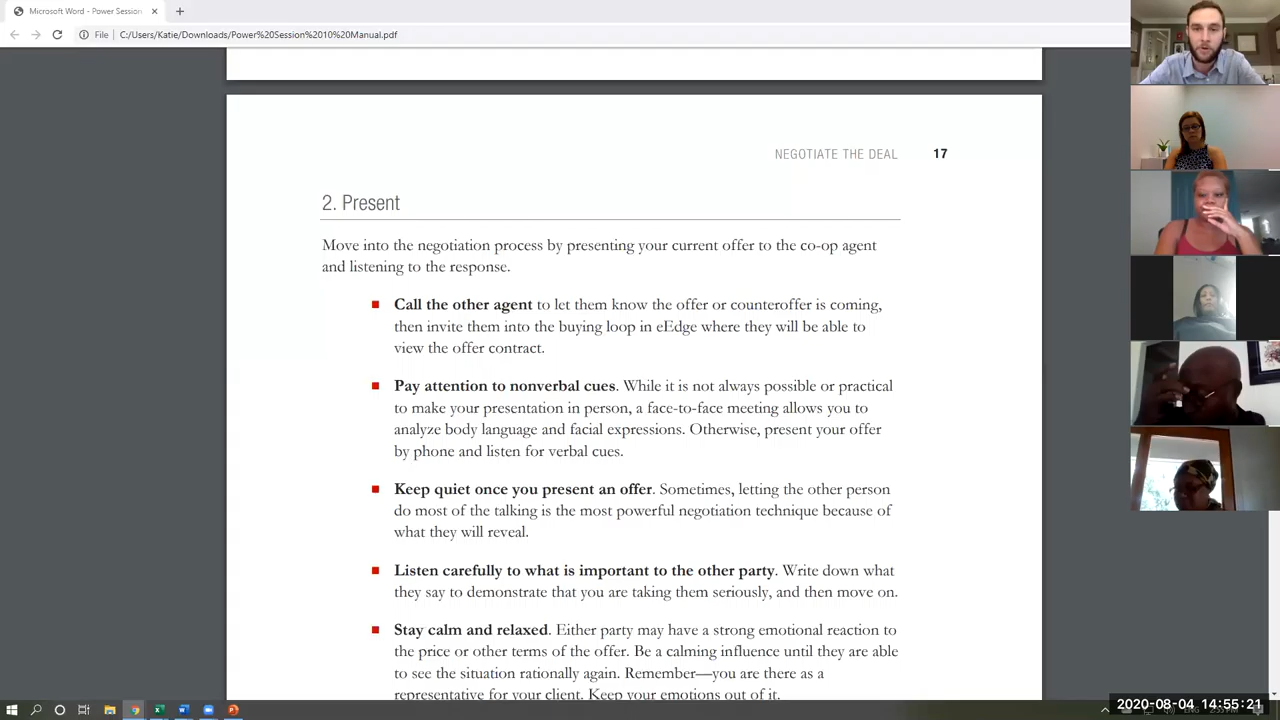 Microsoft Word - Power Session
File
C:/Users/Katie/Downloads/Power%20Session%2010%20Manual.pdf
NEGOTIATE THE DEAL 17
2. Present
Move into the negotiation process by presenting your current offer to the co-op agent
and listening to the response.
Call the other agent to let them know the offer or counteroffer is coming,
then invite them into the buying loop in eEdge where they will be able to
view the offer contract.
Pay attention to nonverbal cues. While it is not always possible or practical
to make your presentation in person, a face-to-face meeting allows you to
analyze body language and facial expressions. Otherwise, present your offer
by phone and listen for verbal cues.
Keep quiet once you present an offer. Sometimes, letting the other person
do most of the talking is the most powerful negotiation technique because of
what they will reveal.
Listen carefully to what is important to the other party. Write down what
they say to demonstrate that you are taking them seriously, and then move on.
Stay calm and relaxed. Either party may have a strong emotional reaction to
the price or other terms of the offer. Be a calming influence until they are able
to see the situation rationally again. Remember—you are there as a
representative for your client. Keep your emotions out of it.
2020-08-04 14:55:21